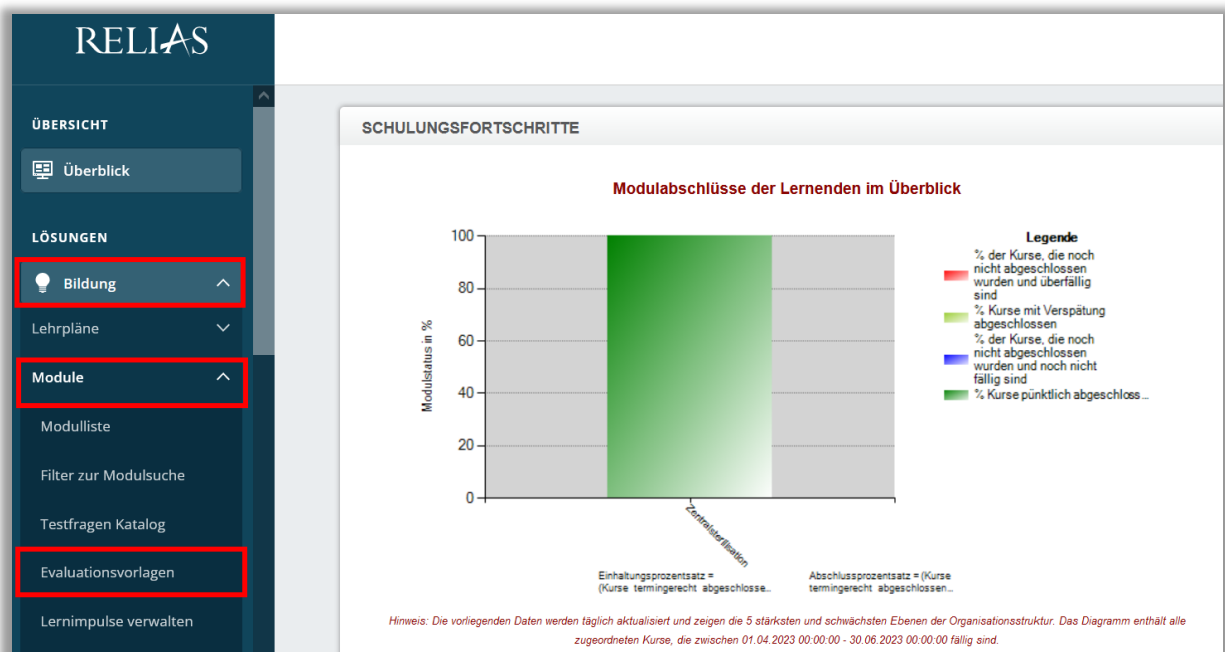 RELIAS
ÜBERSICHT
Überblick
LÖSUNGEN
Bildung
Lehrpläne
Module
Modulliste
Filter zur Modulsuche
Testfragen Katalog
Evaluationsvorlagen
Lernimpulse verwalten
SCHULUNGSFORTSCHRITTE
Modulabschlüsse der Lernenden im Überblick
100
80
60
40
20
0
Modulstatus in %
Zentralsterilisation
Einhaltungsprozentsatz =
(Kurse termingerecht abgeschlosse...
Abschlussprozentsatz = (Kurse
termingerecht abgeschlossen...
Legende
% der Kurse, die noch
nicht abgeschlossen
wurden und überfällig
sind
% Kurse mit Verspätung
abgeschlossen
% der Kurse, die noch
nicht abgeschlossen
wurden und noch nicht
fällig sind
% Kurse pünktlich abgeschloss...
Hinweis: Die vorliegenden Daten werden täglich aktualisiert und zeigen die 5 stärksten und schwächsten Ebenen der Organisationsstruktur. Das Diagramm enthält alle
zugeordneten Kurse, die zwischen 01.04.2023 00:00:00 - 30.06.2023 00:00:00 fällig sind.